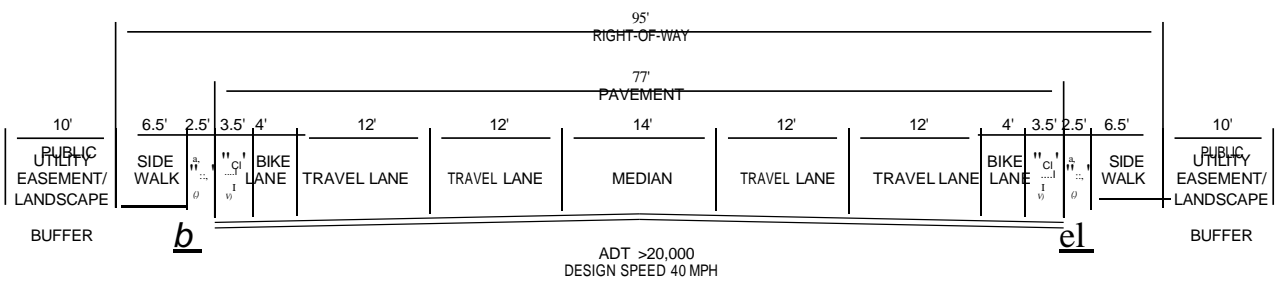 95'
RIGHT-OF-WAY
77'
PAVEMENT
10' 6.5' 2.5' 3.5' 4' 12' 12' 14' 12' 12' 4' 3.5' 2.5' 6.5' 10'
PUBLIC
UTILITY
EASEMENT/
LANDSCAPE
BUFFER
SIDE
WALK
BIKE
LANE
TRAVEL LANE
TRAVEL LANE
MEDIAN
TRAVEL LANE
TRAVEL LANE
BIKE
LANE
SIDE
WALK
PUBLIC
UTILITY
EASEMENT/
LANDSCAPE
BUFFER
b
el
ADT >20,000
DESIGN SPEED 40 MPH